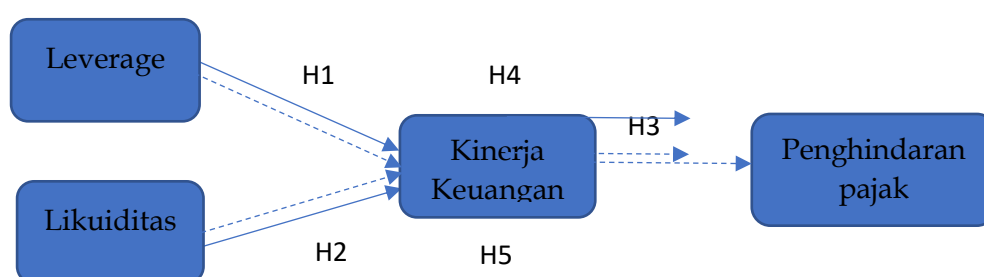 Leverage
H1
H4
H3
Kinerja
Keuangan
Penghindaran
pajak
Likuiditas
H2
H5